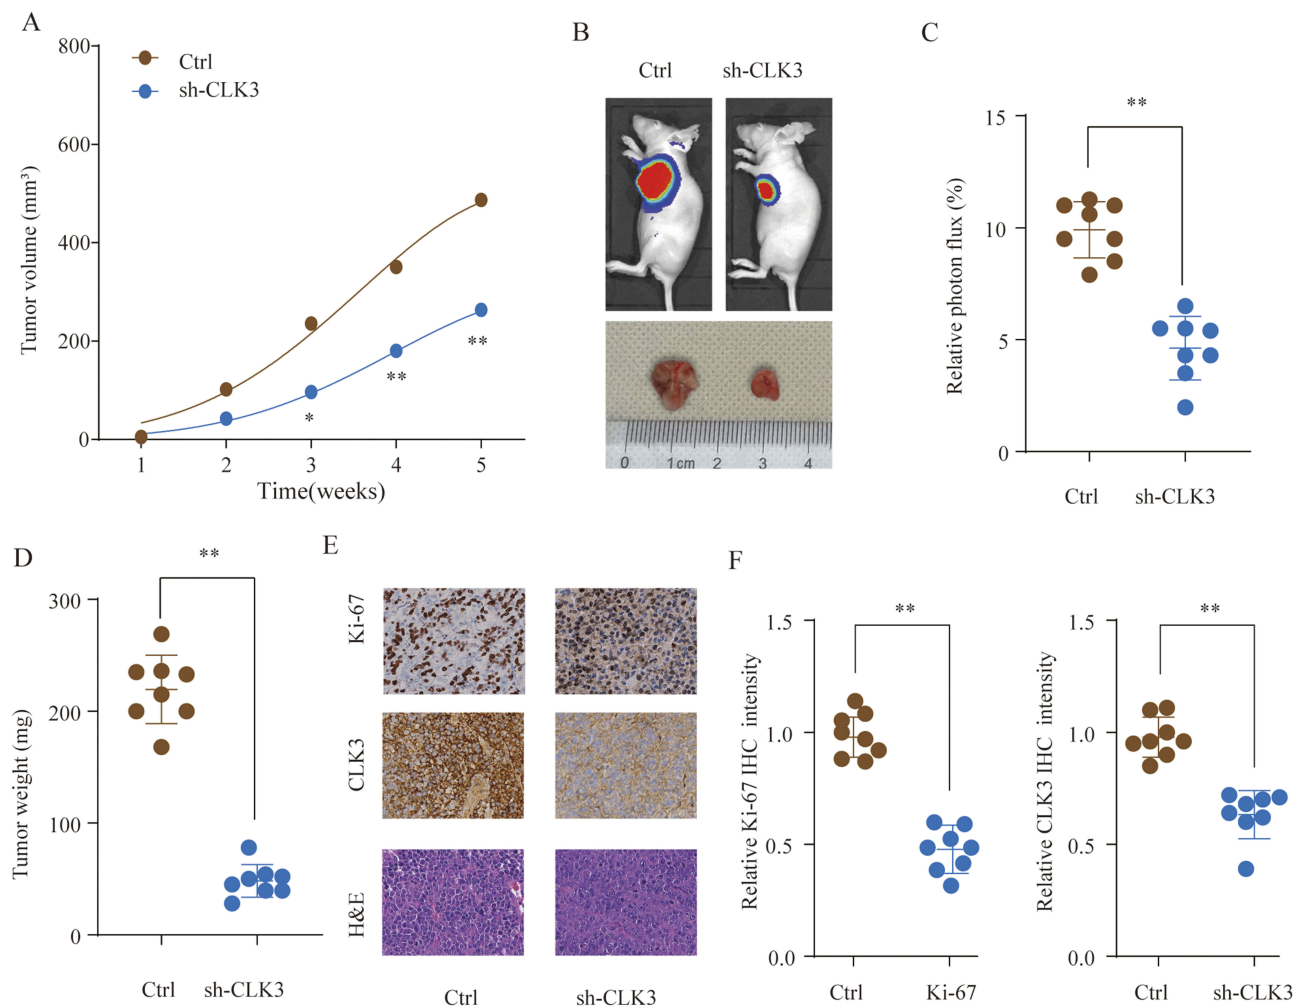 A
800
600
400
200
0
Tumor volume (mm³)
Ctrl
sh-CLK3
*
**
**
1 2 3 4 5
Time(weeks)
B
Ctrl sh-CLK3
0 1cm 2 3 4
C
**
15
10
5
0
Relative photon flux (%)
Ctrl sh-CLK3
D
**
300
200
100
0
Tumor weight (mg)
Ctrl sh-CLK3
E
Ki-67
CLK3
H&E
Ctrl sh-CLK3
F
**
1.5
1.0
0.5
0.0
Relative Ki-67 IHC intensity
Ctrl Ki-67
**
1.5
1.0
0.5
0.0
Relative CLK3 IHC intensity
Ctrl sh-CLK3